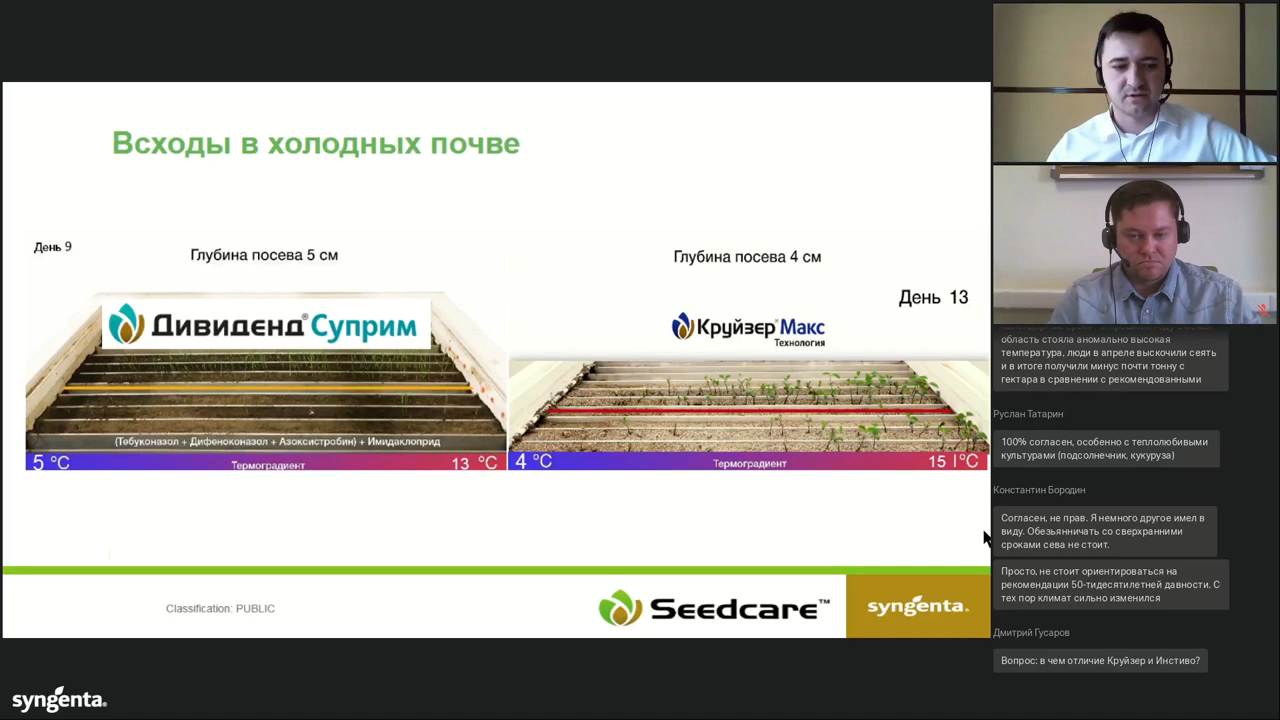 Всходы в холодных почве
День 9
Глубина посева 5 см
Дивиденд® Суприм
(Тебуконазол + Дифеноконазол + Азоксистробин) + Имидаклоприд
5 °C
Термоградиент
13 °C
Глубина посева 4 см
День 13
Круйзер® Макс
Технология
4 °C
Термоградиент
15 |°C
Classification: PUBLIC
Seedcare™
syngenta.
syngenta.
область стояла аномально высокая
температура, люди в апреле выскочили сеять
и в итоге получили минус почти тонну с
гектара в сравнении с рекомендованными
Руслан Татарин
100% согласен, особенно с теплолюбивыми
культурами (подсолнечник, кукуруза)
Константин Бородин
Согласен, не прав. Я немного другое имел в
виду. Обезьянничать со сверхранними
сроками сева не стоит.
Просто, не стоит ориентироваться на
рекомендации 50-тидесятилетней давности. С
тех пор климат сильно изменился
Дмитрий Гусаров
Вопрос: в чем отличие Круйзер и Инстиво?